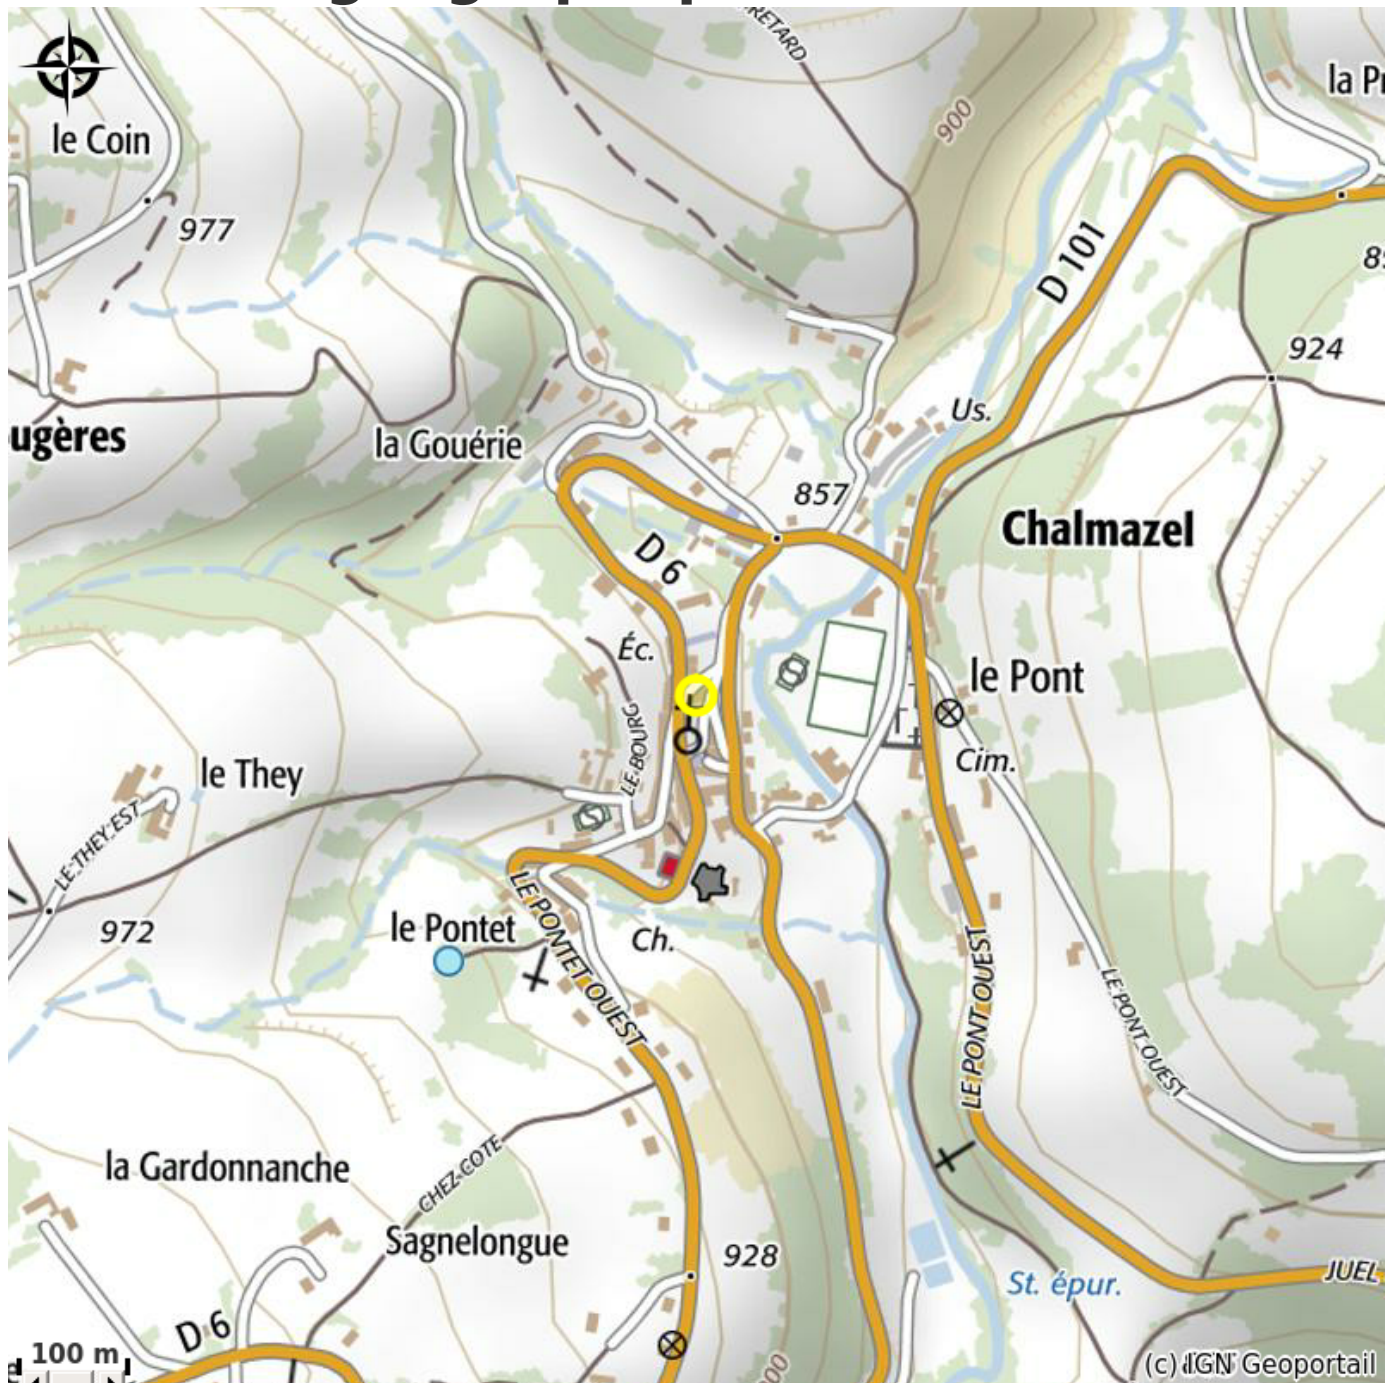 RETARD
la Pr
le Coin
900
977
D 101
924
ugères
la Gouérie
Us.
857
Chalmazel
D 6
Éc.
le Pont
LE BOURG
Cim.
le They
LE THEY EST
972
le Pontet
Ch.
LE PONTET OUEST
LE PONT OUEST
LE PONT OUEST
la Gardonnanche
CHEZ COTE
Sagnelongue
928
St. épur.
JUEL
D 6
100 m
(c) IGN Geoportail